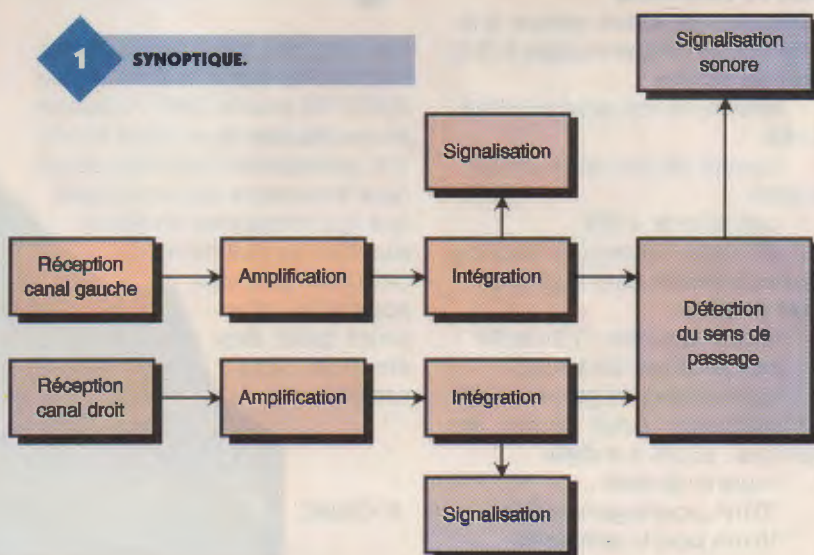 1
SYNOPTIQUE.
Signalisation
sonore
Signalisation
Réception
canal gauche
Amplification
Intégration
Détection
du sens de
passage
Réception
canal droit
Amplification
Intégration
Signalisation